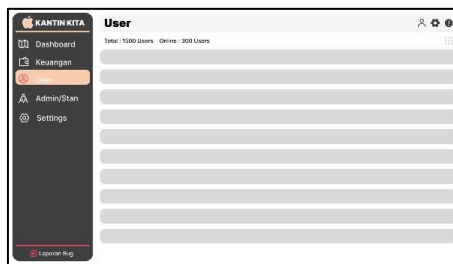 KANTIN KITA
Dashboard
Keuangan
User
Admin/Stan
Settings
Laporan Bug
User
Total : 1500 Users Online : 300 Users